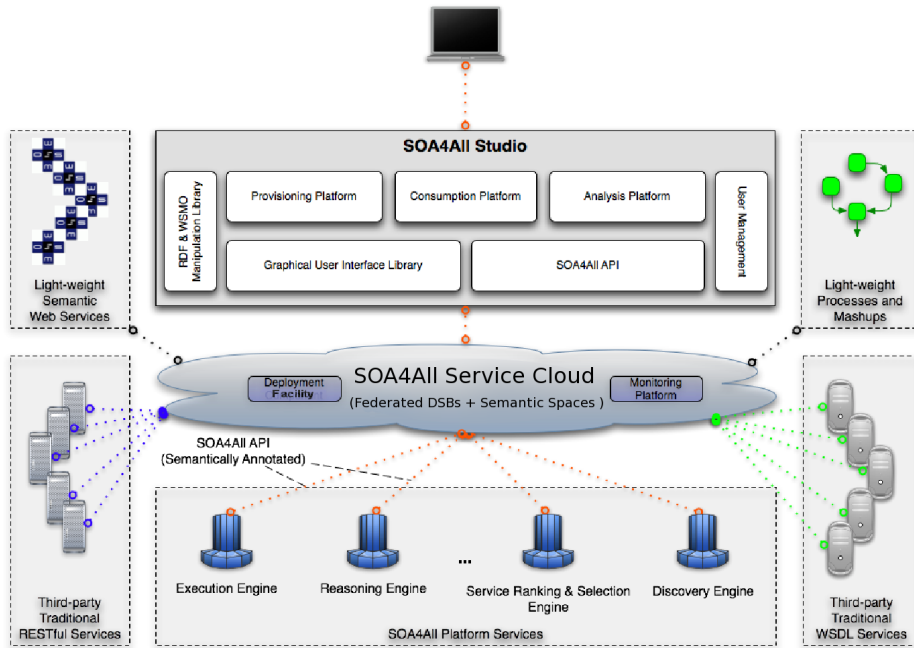 SOA4All Studio
RDF & WSMO
Manipulation Library
Provisioning Platform
Consumption Platform
Analysis Platform
User Management
Graphical User Interface Library
SOA4All API
Light-weight
Semantic
Web Services
Light-weight
Processes and
Mashups
SOA4All Service Cloud
(Federated DSBs + Semantic Spaces )
Deployment
Facility
Monitoring
Platform
SOA4All API
(Semantically Annotated)
Execution Engine
Reasoning Engine
...
Service Ranking & Selection
Engine
Discovery Engine
SOA4All Platform Services
Third-party
Traditional
RESTful Services
Third-party
Traditional
WSDL Services